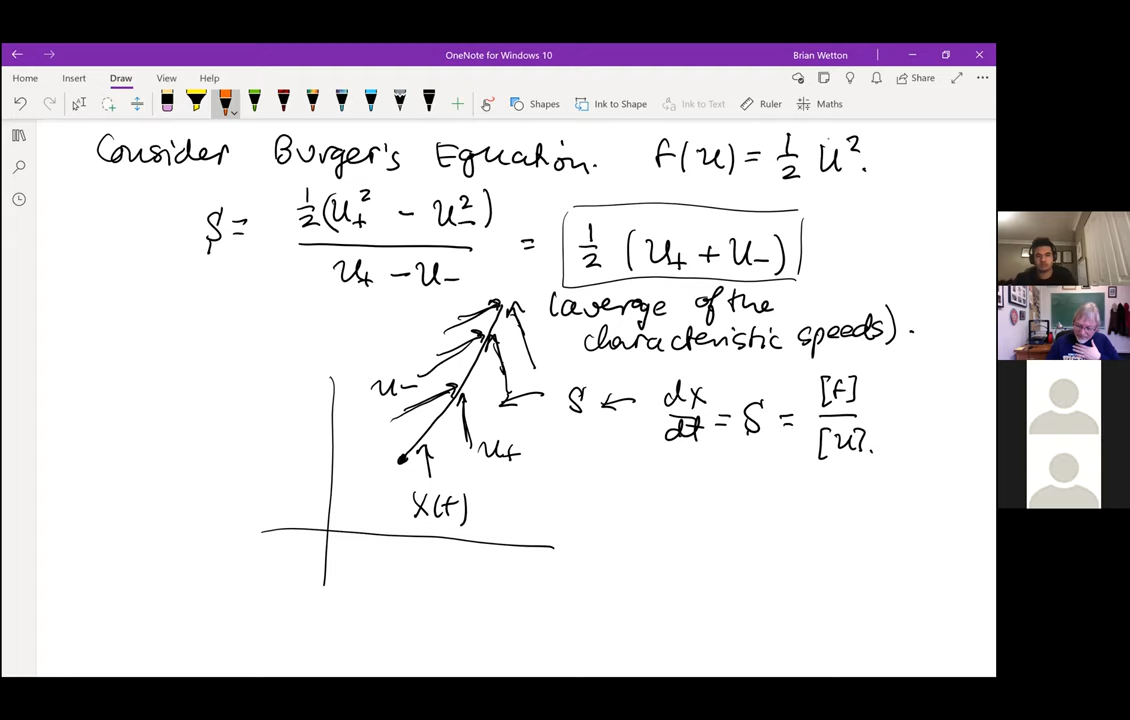 OneNote for Windows 10
Brian Wetton
Home Insert Draw View Help
Share
Shapes Ink to Shape Ink to Text Ruler Maths
Consider Burger's Equation. f(u) = 1/2 u².
S = 1/2(u₊² - u₋²) / (u₊ - u₋) = 1/2 (u₊ + u₋)
(average of the
characteristic speeds).
u₋
S ← dx/dt = S = [f]/[u].
u₊
x(t)